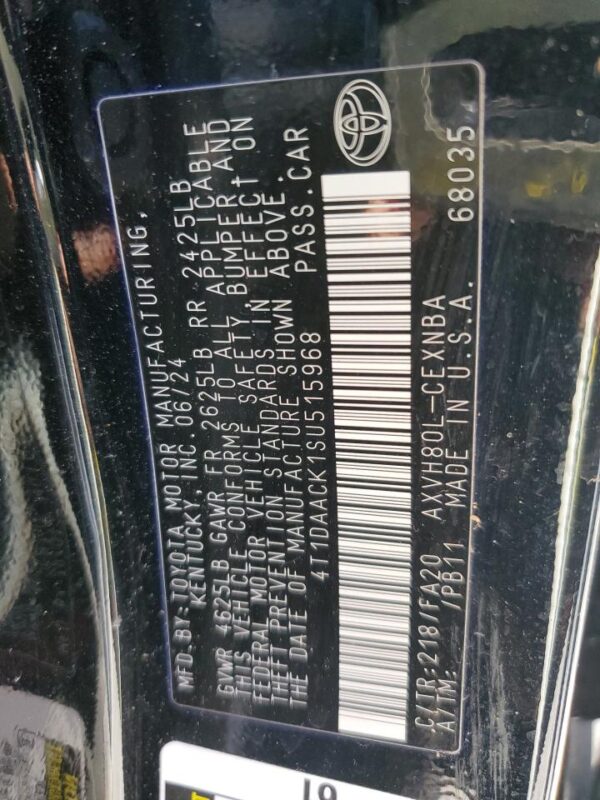 MFD.BY:TOYOTA MOTOR MANUFACTURING,
KENTUCKY, INC.06/24
GVWR 4625LB GAWR FR 2625LB RR 2425LB
THIS VEHICLE CONFORMS TO ALL APPLICABLE
FEDERAL MOTOR VEHICLE SAFETY, BUMPER AND
THEFT PREVENTION STANDARDS IN EFFECT ON
THE DATE OF MANUFACTURE SHOWN ABOVE.
4T1DAACK1SU515968 PASS.CAR
C/TR:218/FA20 AXVH80L-CEXNBA
A/TM: /PB11 MADE IN U.S.A. 68035